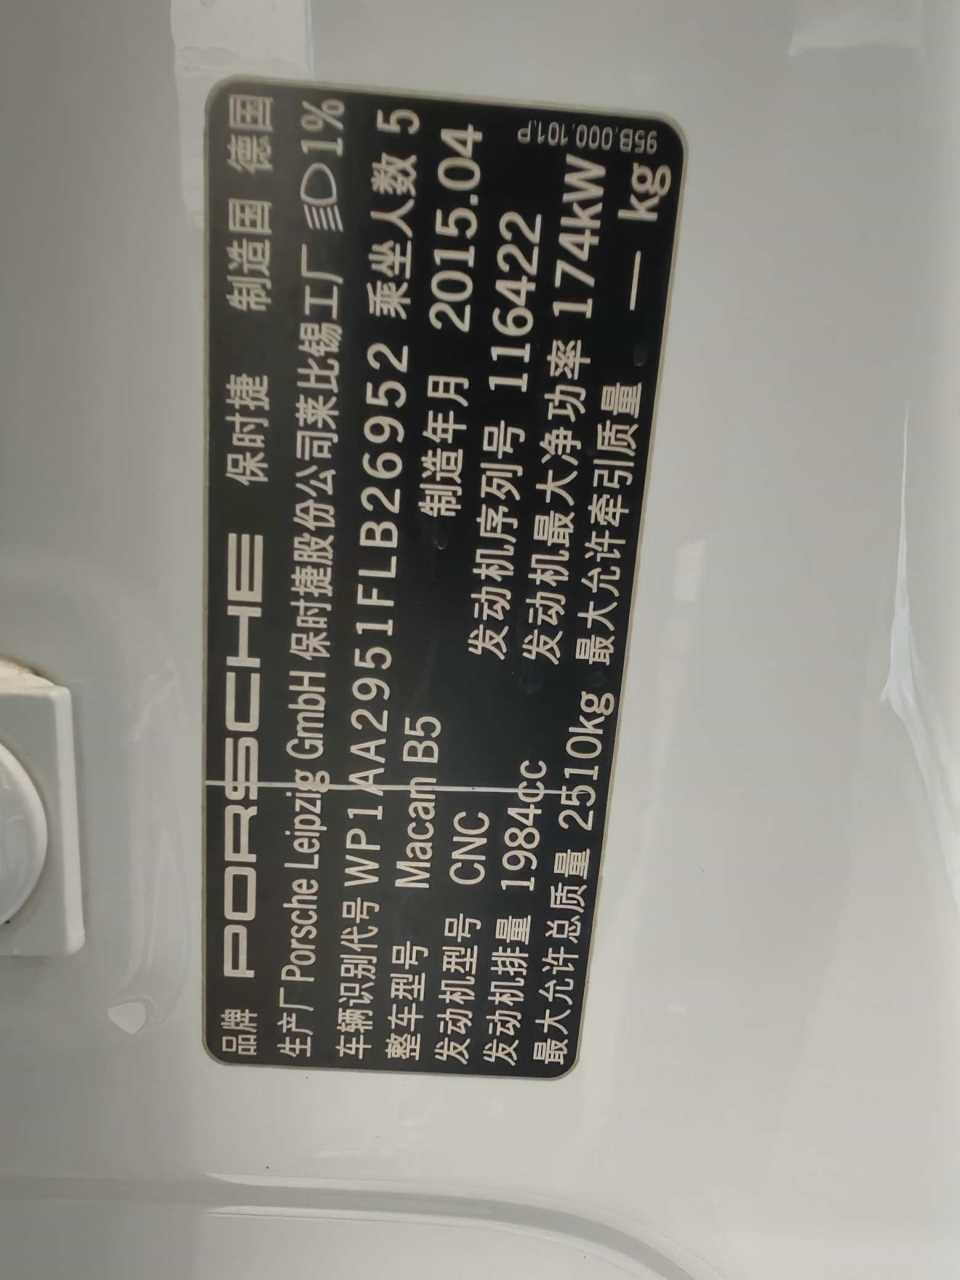 品牌 PORSCHE 保时捷 制造国 德国
生产厂 Porsche Leipzig GmbH 保时捷股份公司莱比锡工厂 1%
车辆识别代号 WP1AA2951FLB26952 乘坐人数 5
整车型号 Macan B5 制造年月 2015.04
发动机型号 CNC 发动机序列号 116422
发动机排量 1984cc 发动机最大净功率 174kW
最大允许总质量 2510kg 最大允许牵引质量 — kg
95B.000.101.P